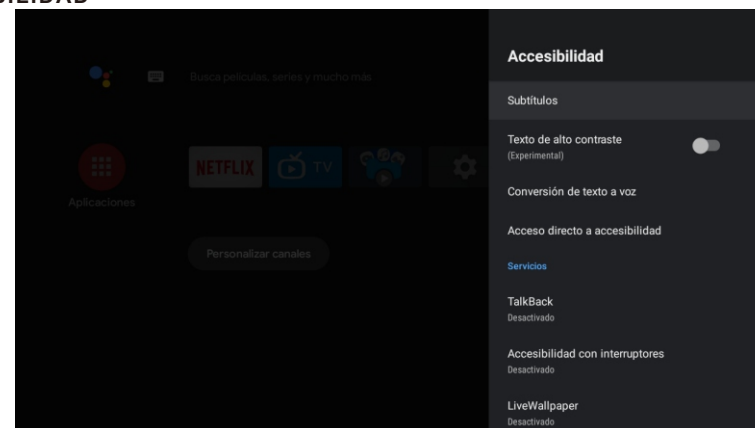 Accesibilidad
Busca películas, series y mucho más
Subtítulos
Texto de alto contraste
(Experimental)
NETFLIX
TV
Conversión de texto a voz
Aplicaciones
Acceso directo a accesibilidad
Personalizar canales
Servicios
TalkBack
Desactivado
Accesibilidad con interruptores
Desactivado
LiveWallpaper
Desactivado